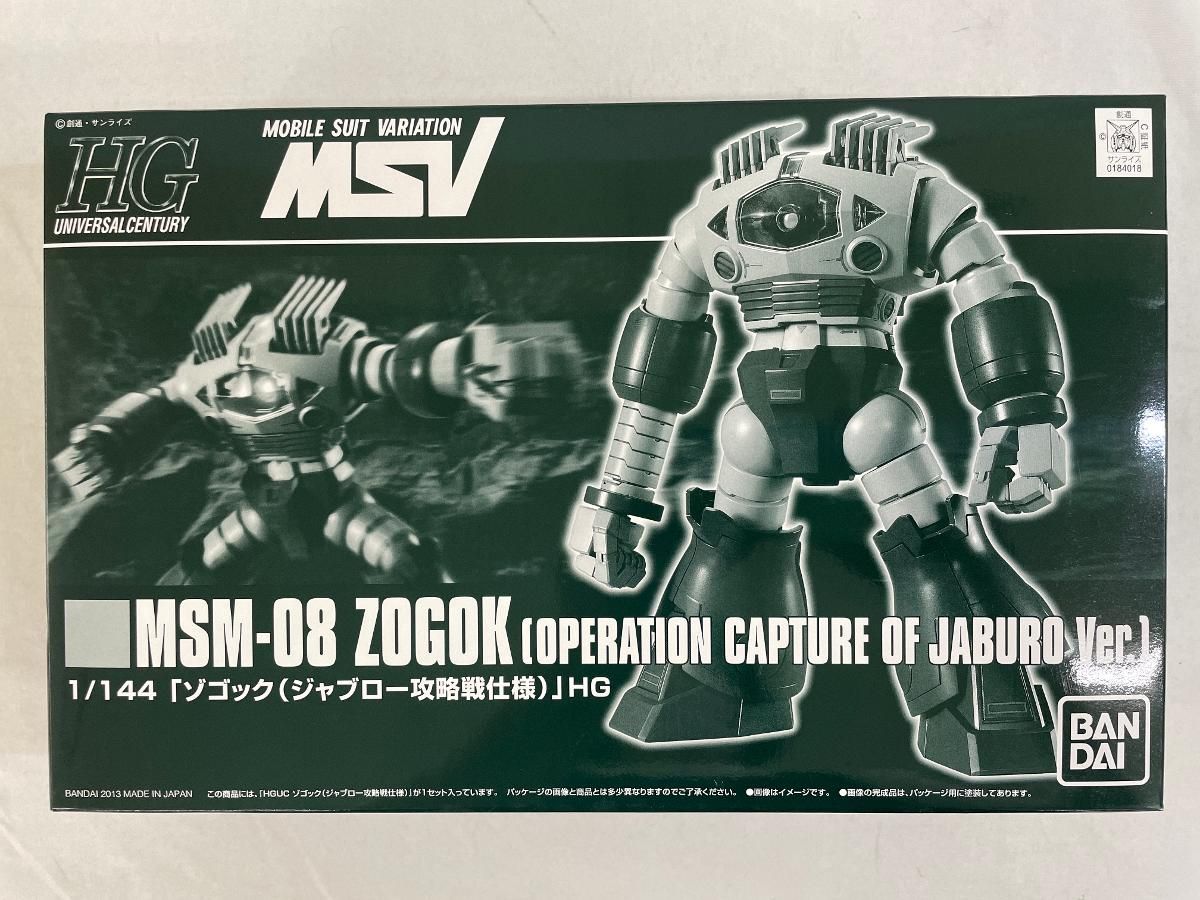 ©創通・サンライズ
HG
UNIVERSAL CENTURY
MOBILE SUIT VARIATION
MSV
創通
©
サンライズ
0184018
MSM-08 ZOGOK [OPERATION CAPTURE OF JABURO Ver.]
1/144「ゾゴック(ジャブロー攻略戦仕様)」HG
BAN
DAI
BANDAI 2013 MADE IN JAPAN この商品には、「HGUC ゾゴック(ジャブロー攻略戦仕様)」が1セット入っています。 パッケージの画像と商品とは多少異なりますのでご了承ください。 ●画像はイメージです。 ●画像の完成品は、パッケージ用に塗装してあります。